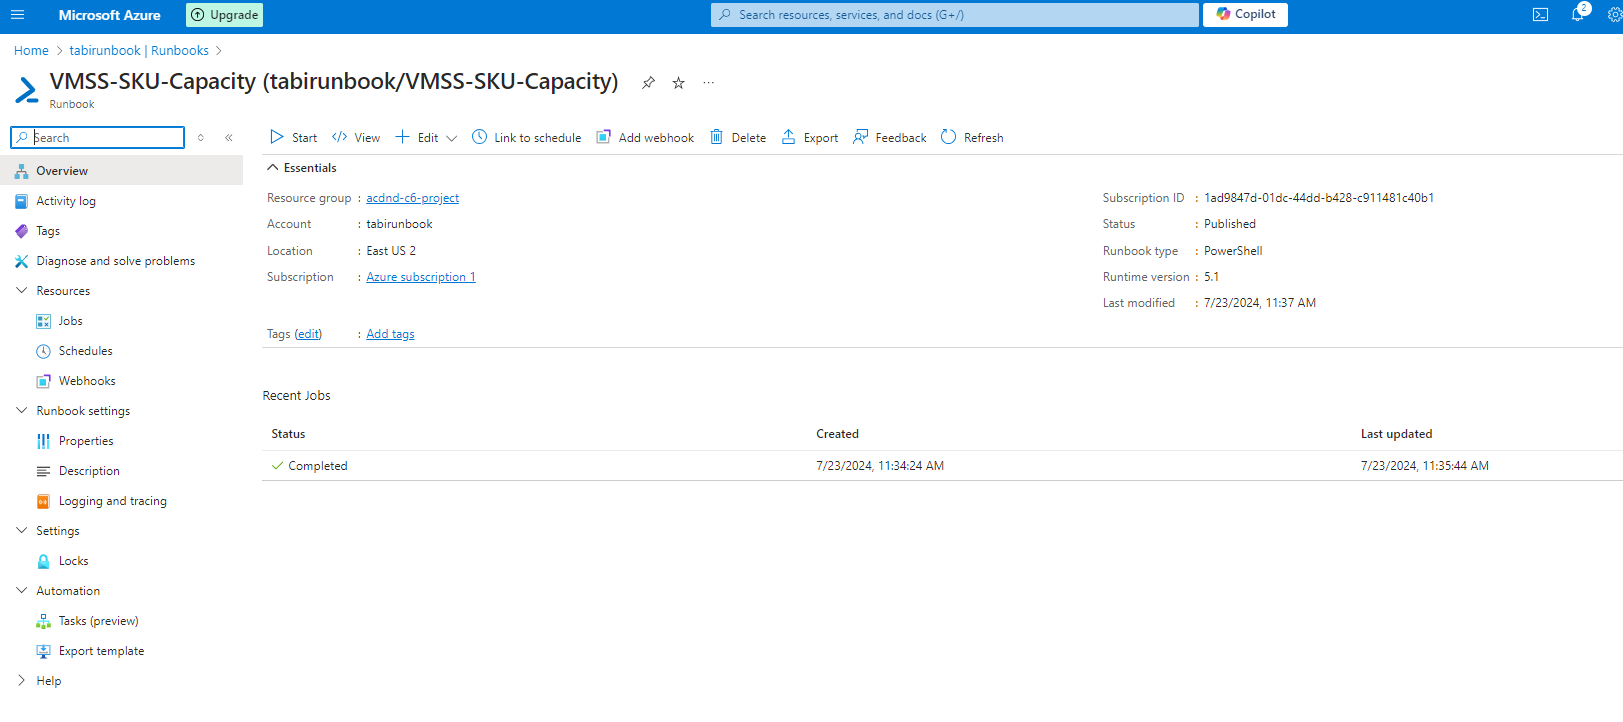 Microsoft Azure
Upgrade
Search resources, services, and docs (G+/)
Copilot
2
Home > tabirunbook | Runbooks >
VMSS-SKU-Capacity (tabirunbook/VMSS-SKU-Capacity)
Runbook
Search
Start
View
Edit
Link to schedule
Add webhook
Delete
Export
Feedback
Refresh
Overview
Activity log
Tags
Diagnose and solve problems
Resources
Jobs
Schedules
Webhooks
Runbook settings
Properties
Description
Logging and tracing
Settings
Locks
Automation
Tasks (preview)
Export template
Help
Essentials
Resource group : acdnd-c6-project
Account : tabirunbook
Location : East US 2
Subscription : Azure subscription 1
Subscription ID : 1ad9847d-01dc-44dd-b428-c911481c40b1
Status : Published
Runbook type : PowerShell
Runtime version : 5.1
Last modified : 7/23/2024, 11:37 AM
Tags (edit) : Add tags
Recent Jobs
Status Created Last updated
Completed 7/23/2024, 11:34:24 AM 7/23/2024, 11:35:44 AM